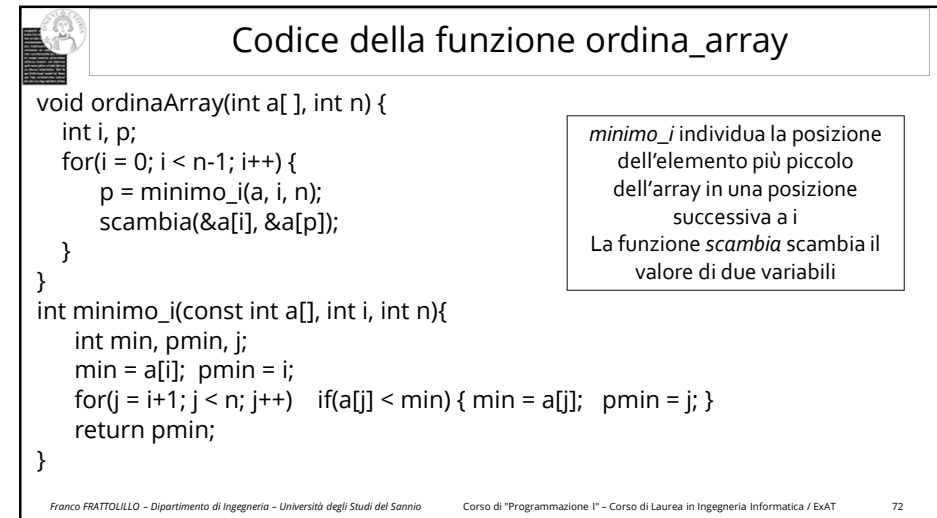 Codice della funzione ordina_array
void ordinaArray(int a[ ], int n) {
int i, p;
for(i = 0; i < n-1; i++) {
p = minimo_i(a, i, n);
scambia(&a[i], &a[p]);
}
}
int minimo_i(const int a[], int i, int n){
int min, pmin, j;
min = a[i];  pmin = i;
for(j = i+1; j < n; j++)    if(a[j] < min) { min = a[j];   pmin = j; }
return pmin;
}
minimo_i individua la posizione
dell’elemento più piccolo
dell’array in una posizione
successiva a i
La funzione scambia scambia il
valore di due variabili
Franco FRATTOLILLO – Dipartimento di Ingegneria – Università degli Studi del Sannio Corso di "Programmazione I" – Corso di Laurea in Ingegneria Informatica / ExAT 72